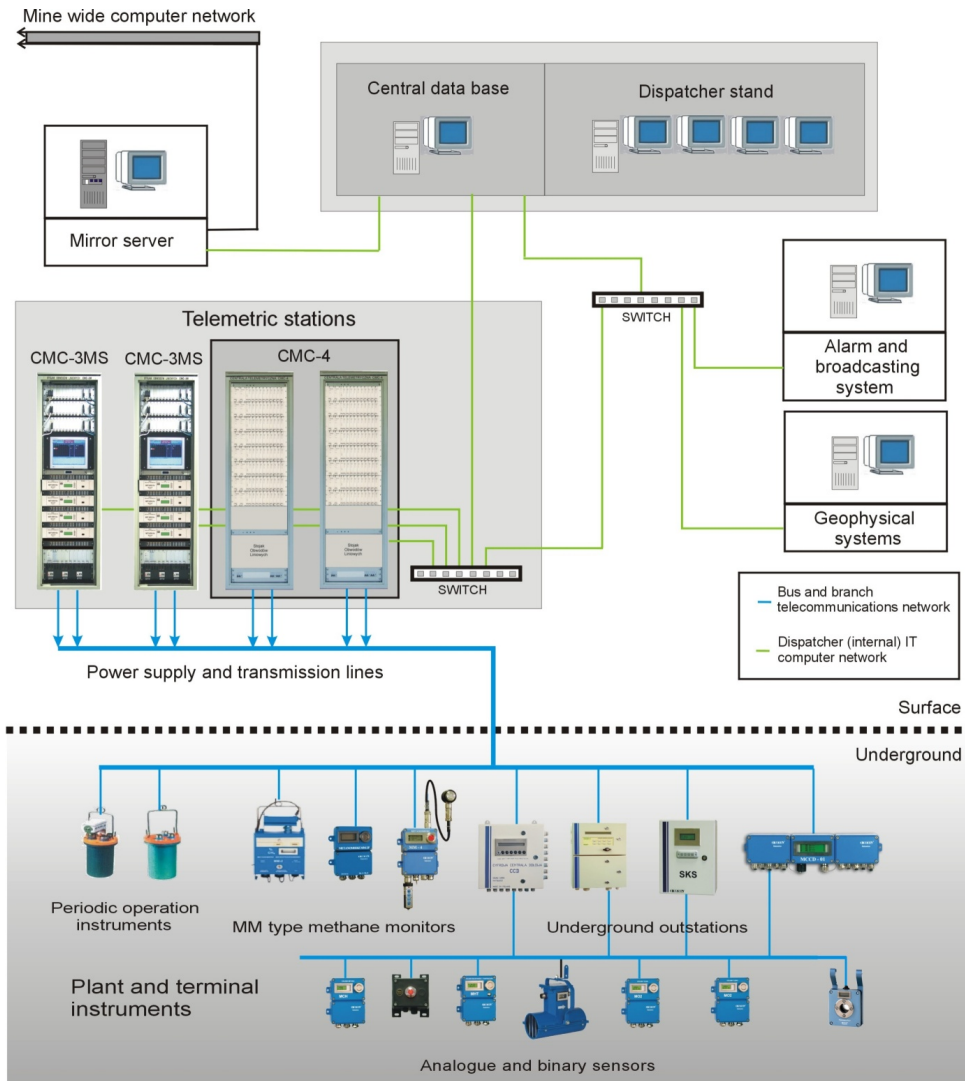 Mine wide computer network
Central data base
Dispatcher stand
Mirror server
SWITCH
Alarm and
broadcasting
system
Telemetric stations
CMC-3MS
CMC-3MS
CMC-4
Geophysical
systems
SWITCH
Bus and branch
telecommunications network
Dispatcher (internal) IT
computer network
Power supply and transmission lines
Surface
Underground
CCD
SKS
MCCD-01
Periodic operation
instruments
MM type methane monitors
Underground outstations
Plant and terminal
instruments
Analogue and binary sensors